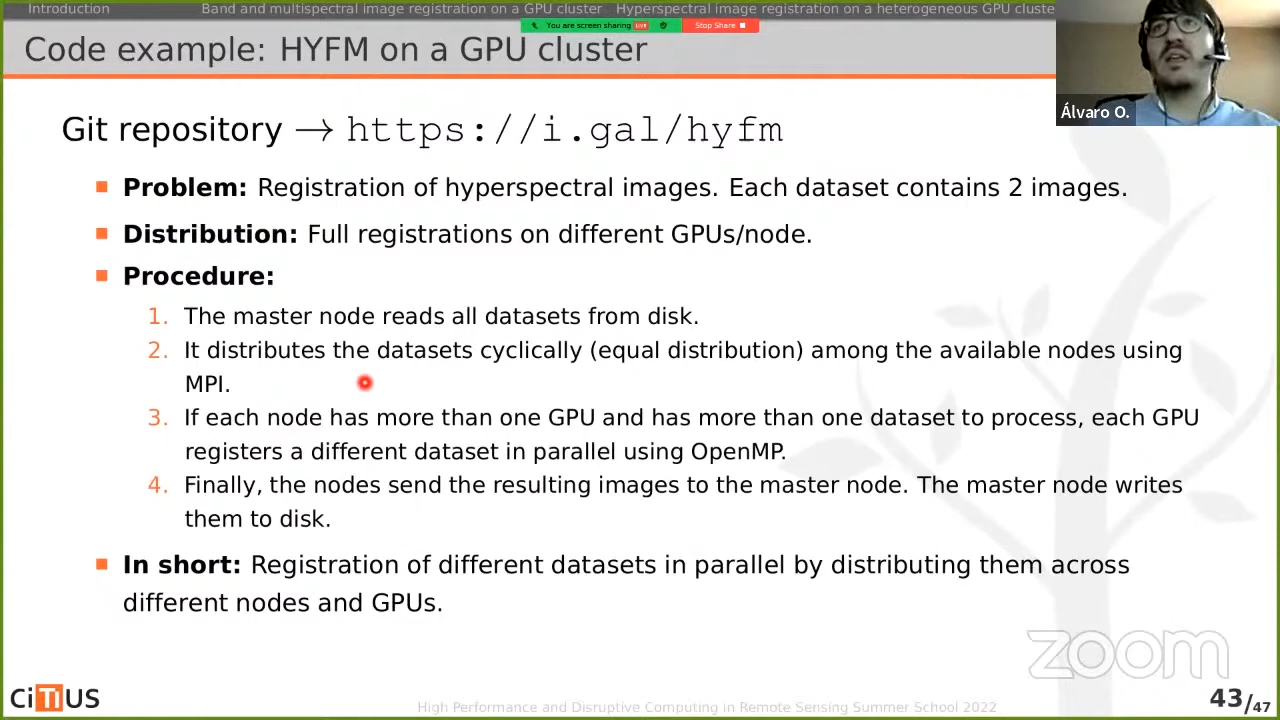 Introduction Band and multispectral image registration on a GPU cluster Hyperspectral image registration on a heterogeneous GPU cluste
You are screen sharing LIVE Stop Share
Code example: HYFM on a GPU cluster
Álvaro O.
Git repository → https://i.gal/hyfm
Problem: Registration of hyperspectral images. Each dataset contains 2 images.
Distribution: Full registrations on different GPUs/node.
Procedure:
1. The master node reads all datasets from disk.
2. It distributes the datasets cyclically (equal distribution) among the available nodes using
MPI.
3. If each node has more than one GPU and has more than one dataset to process, each GPU
registers a different dataset in parallel using OpenMP.
4. Finally, the nodes send the resulting images to the master node. The master node writes
them to disk.
In short: Registration of different datasets in parallel by distributing them across
different nodes and GPUs.
zoom
CiTIUS
High Performance and Disruptive Computing in Remote Sensing Summer School 2022
43/47